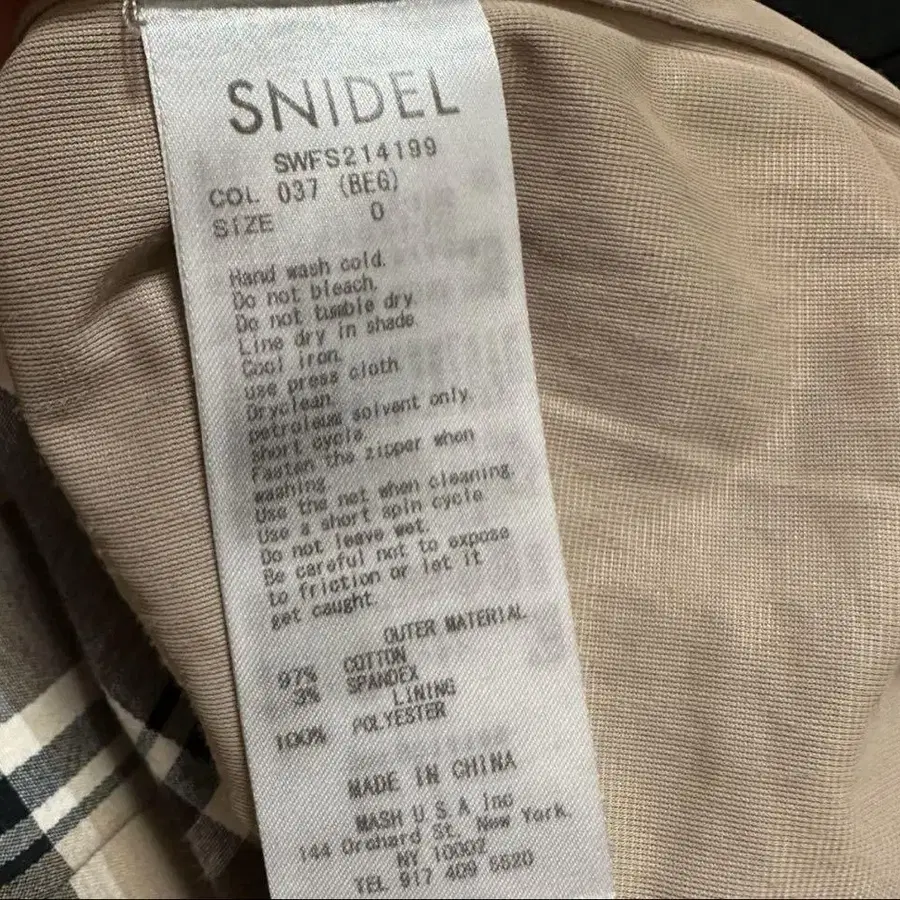 SNIDEL
SWFS214199
COL 037 (BEG)
SIZE 0
Hand wash cold.
Do not bleach.
Do not tumble dry
Line dry in shade
Cool iron.
use press cloth
Dryclean.
petroleum solvent only.
short cycle.
Fasten the zipper when
washing
Use the net when cleaning.
Use a short spin cycle
Do not leave wet.
Be careful not to expose
to friction or let it
get caught.
OUTER MATERIAL
97% COTTON
3% SPANDEX
LINING
100% POLYESTER
MADE IN CHINA
MASH U S A Inc
144 Orchard St. New York.
NY 10002
TEL 917 409 6620